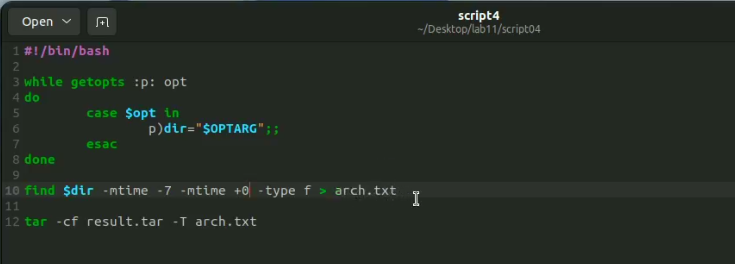 Open
script4
~/Desktop/lab11/script04
1 #!/bin/bash
2
3 while getopts :p: opt
4 do
5         case $opt in
6                 p)dir="$OPTARG";;
7         esac
8 done
9
10 find $dir -mtime -7 -mtime +0 -type f > arch.txt
11
12 tar -cf result.tar -T arch.txt